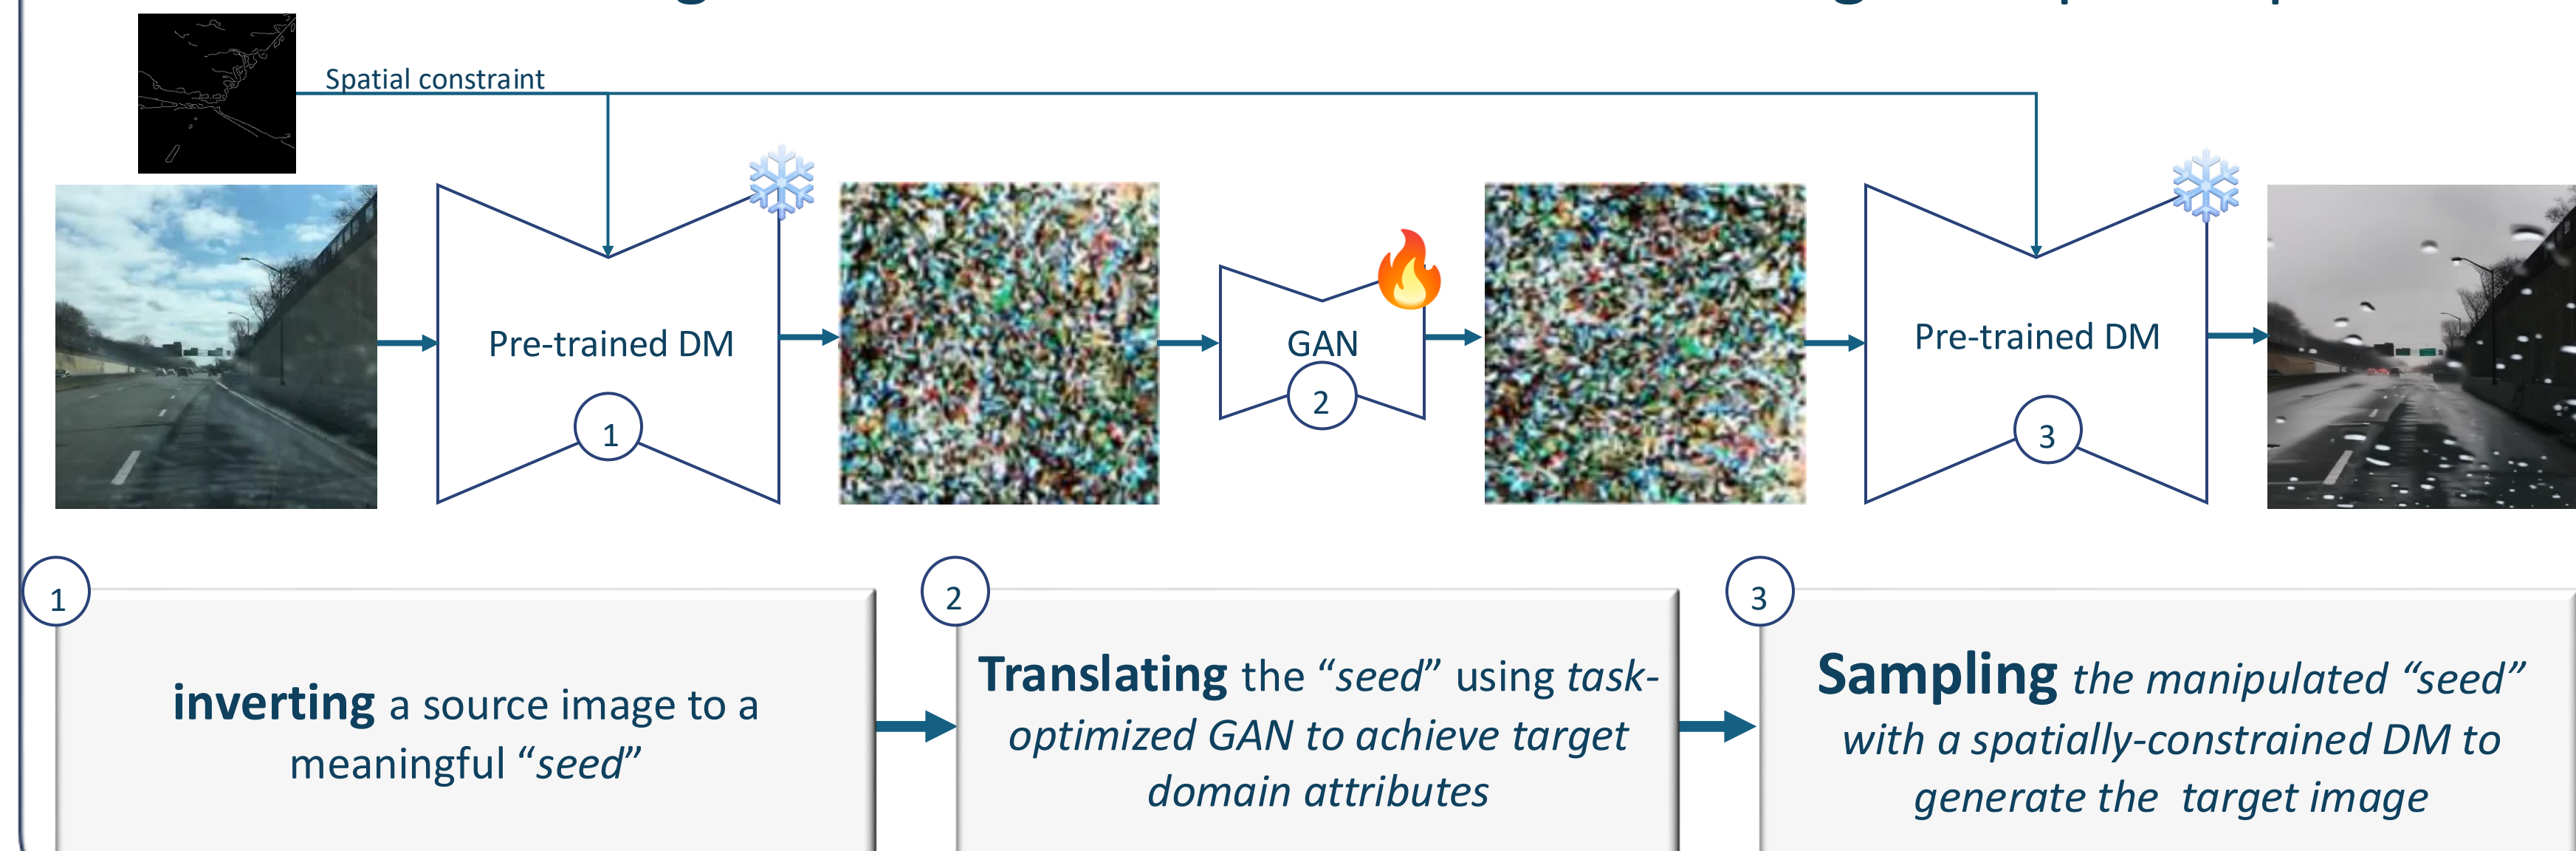 Spatial constraint
Pre-trained DM
1
GAN
2
Pre-trained DM
3
1
inverting a source image to a
meaningful “seed”
2
Translating the “seed” using task-
optimized GAN to achieve target
domain attributes
3
Sampling the manipulated “seed”
with a spatially-constrained DM to
generate the target image